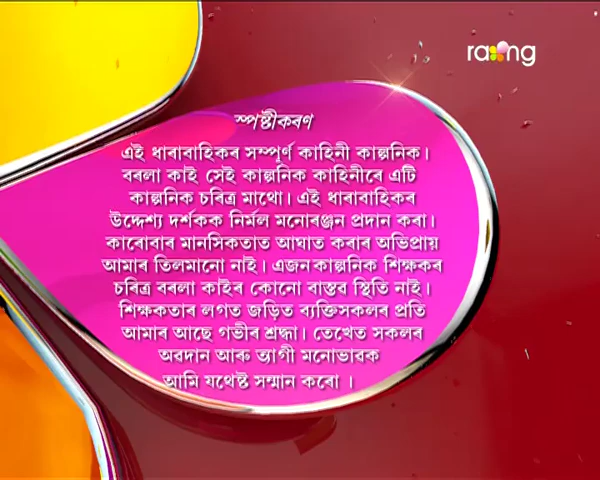 rang
স্পষ্টীকৰণ
এই ধাৰাবাহিকৰ সম্পূৰ্ণ কাহিনী কাল্পনিক।
বৰলা কাই সেই কাল্পনিক কাহিনীৰে এটি
কাল্পনিক চৰিত্ৰ মাথো। এই ধাৰাবাহিকৰ
উদ্দেশ্য দৰ্শকক নিৰ্মল মনোৰঞ্জন প্ৰদান কৰা।
কাৰোবাৰ মানসিকতাত আঘাত কৰাৰ অভিপ্ৰায়
আমাৰ তিলমানো নাই। এজন কাল্পনিক শিক্ষকৰ
চৰিত্ৰ বৰলা কাইৰ কোনো বাস্তৱ স্থিতি নাই।
শিক্ষকতাৰ লগত জড়িত ব্যক্তিসকলৰ প্ৰতি
আমাৰ আছে গভীৰ শ্ৰদ্ধা। তেখেত সকলৰ
অৱদান আৰু ত্যাগী মনোভাৱক
আমি যথেষ্ট সন্মান কৰো ।